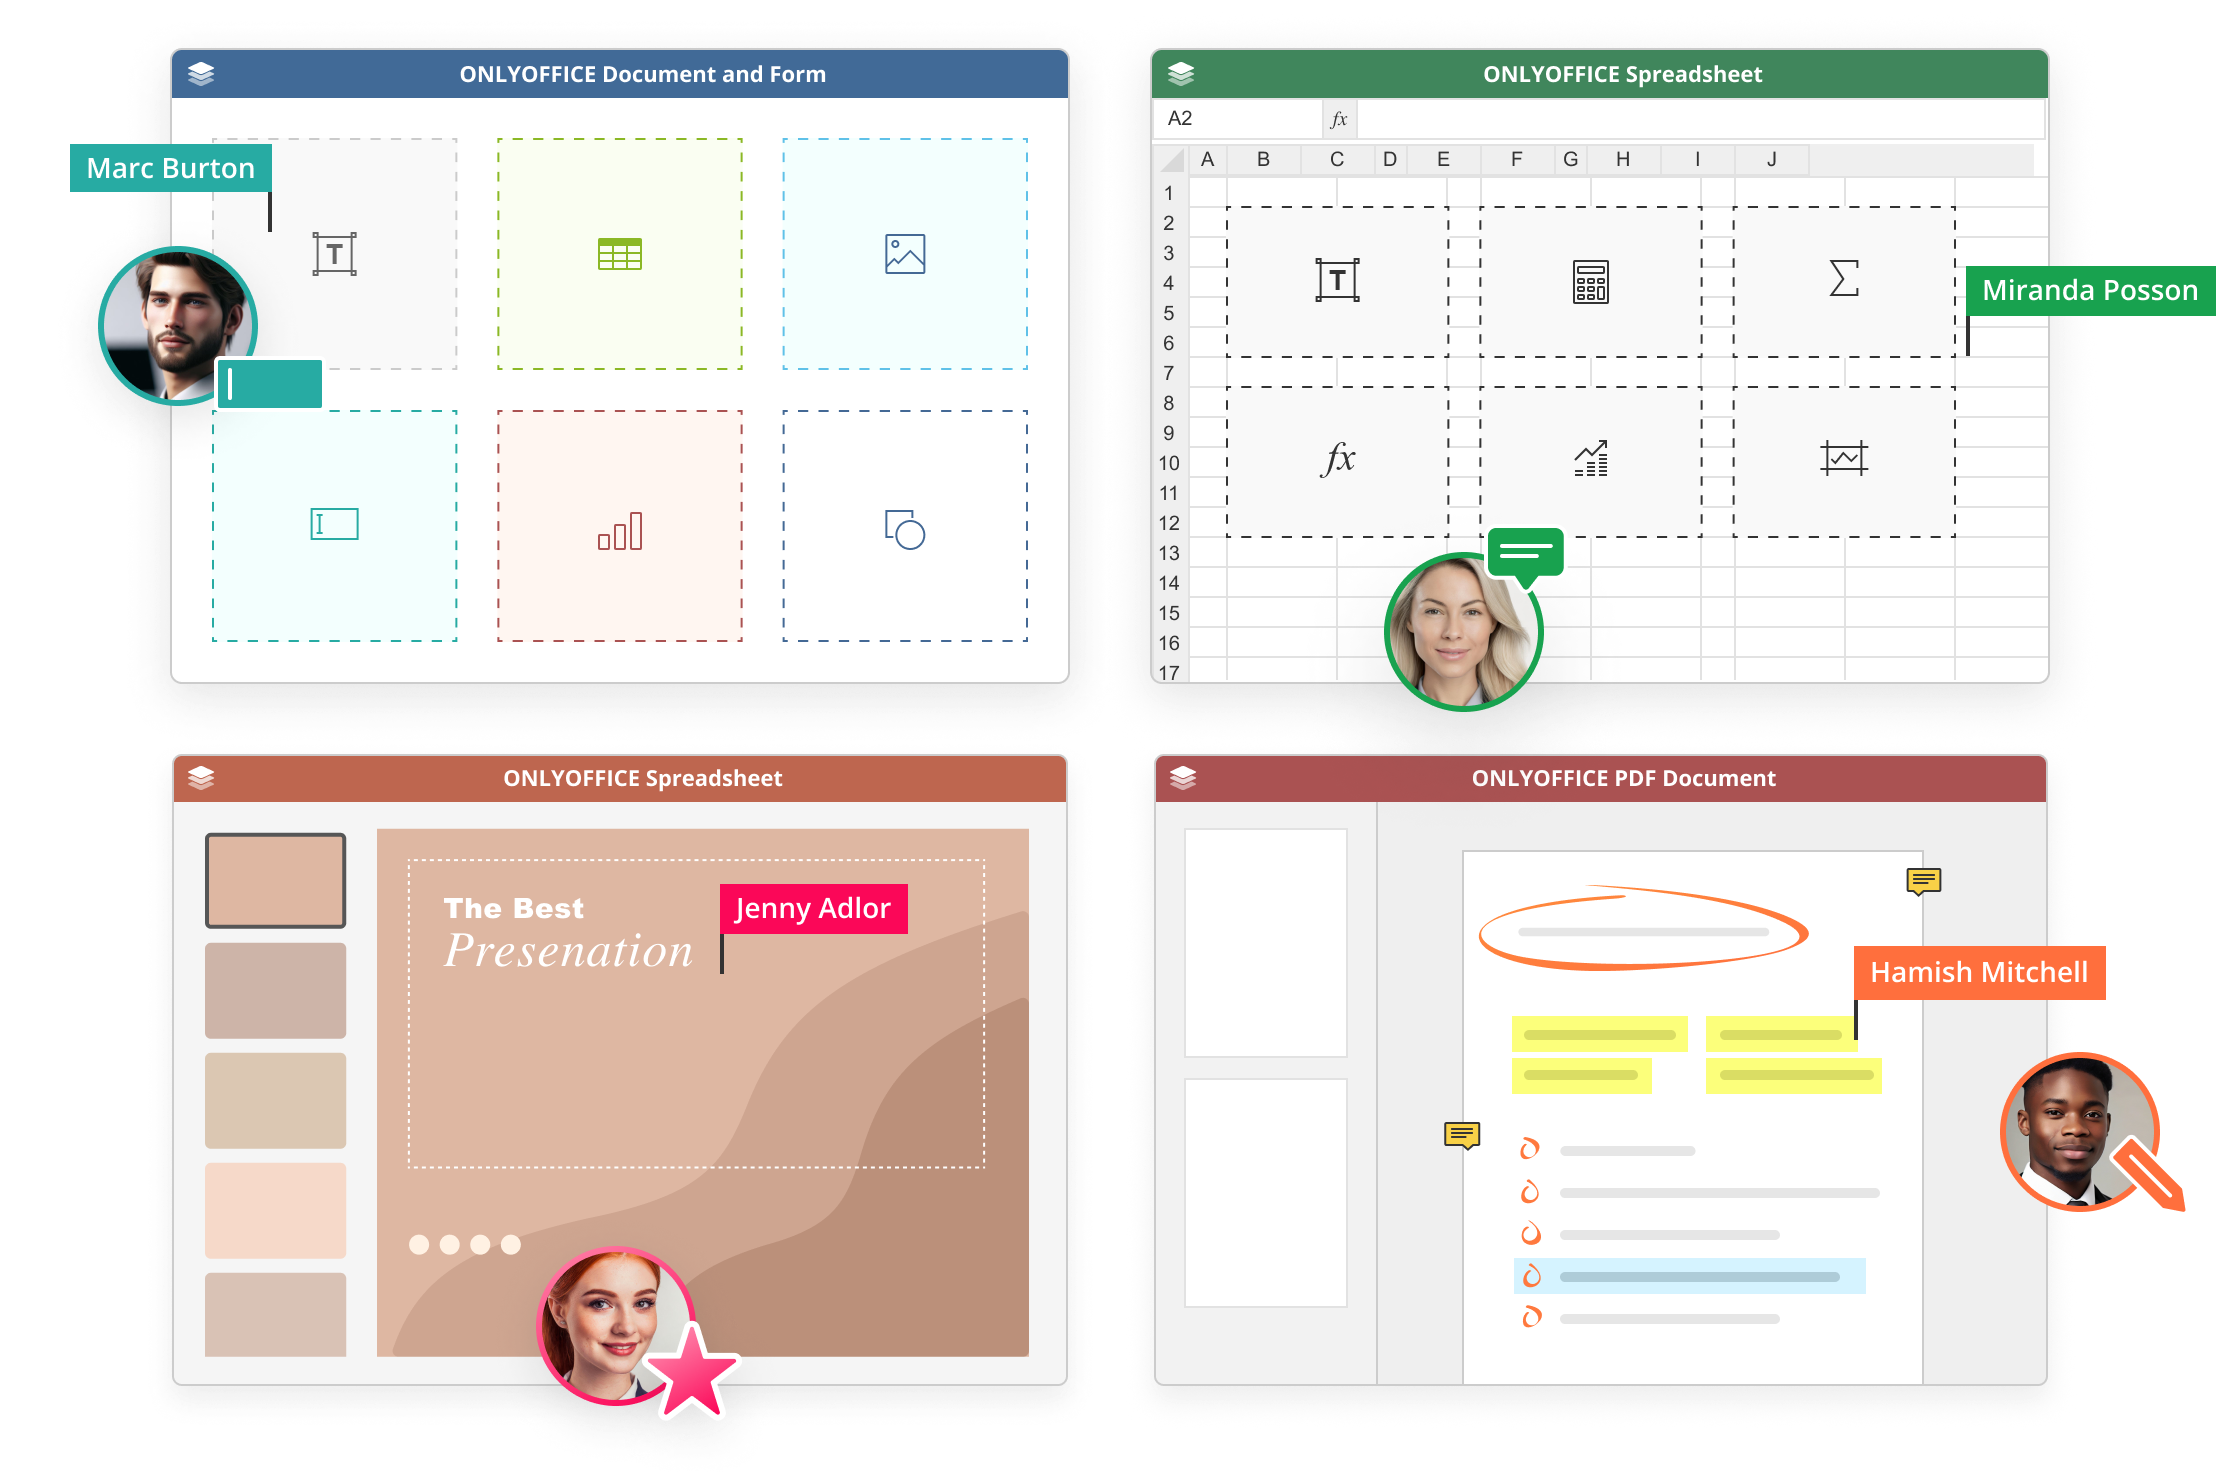 ONLYOFFICE Document and Form
Marc Burton
T
ONLYOFFICE Spreadsheet
A2 fx
A B C D E F G H I J
1
2
3
4
5
6
7
8
9
10
11
12
13
14
15
16
17
T
Σ
Miranda Posson
fx
ONLYOFFICE Spreadsheet
The Best
Presenation
Jenny Adlor
ONLYOFFICE PDF Document
Hamish Mitchell